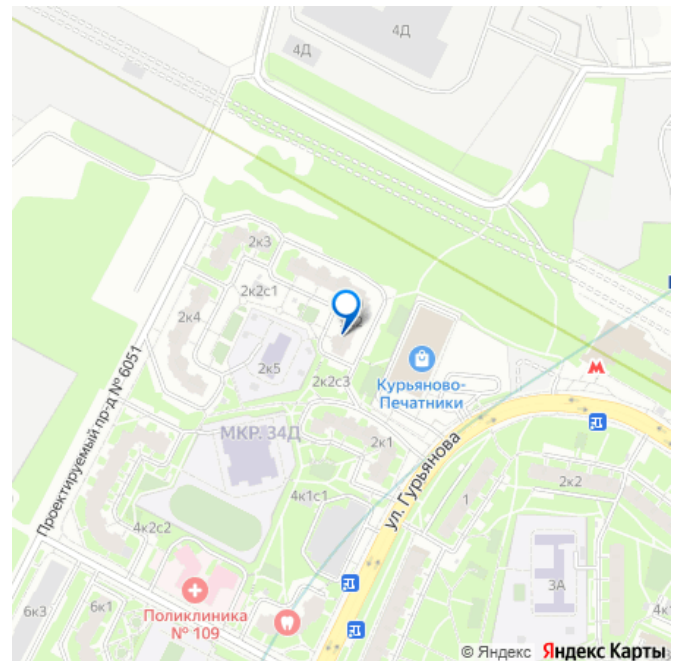 4Д
4Д
2к3
2к2с1
2к4
2к5
2к2с3
Курьяново-
Печатники
Проектируемый пр-д № 6051
МКР. 34Д
2к1
ул. Гурьянова
4к1с1
1
2к2
4к2с2
3А
Поликлиника
№ 109
6к3
6к1
4к
© Яндекс Яндекс Карты